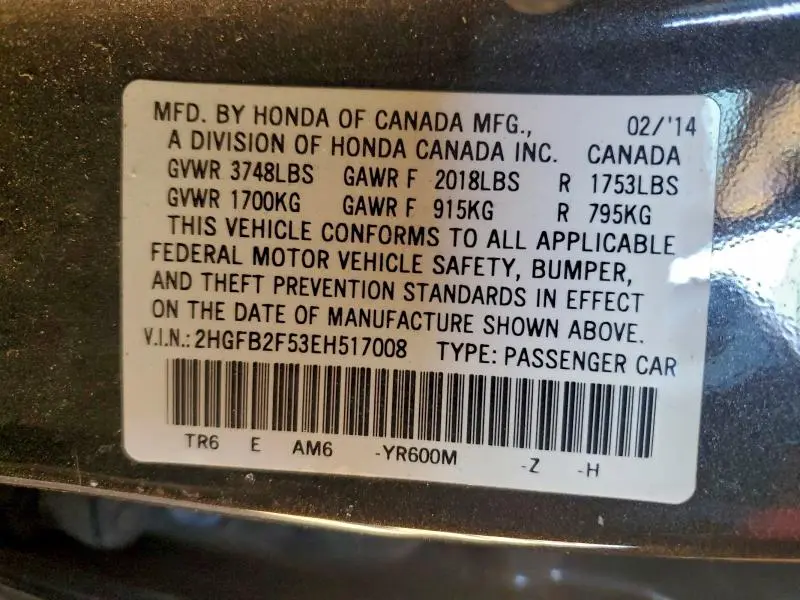 MFD. BY HONDA OF CANADA MFG., 02/'14
A DIVISION OF HONDA CANADA INC. CANADA
GVWR 3748LBS GAWR F 2018LBS R 1753LBS
GVWR 1700KG GAWR F 915KG R 795KG
THIS VEHICLE CONFORMS TO ALL APPLICABLE
FEDERAL MOTOR VEHICLE SAFETY, BUMPER,
AND THEFT PREVENTION STANDARDS IN EFFECT
ON THE DATE OF MANUFACTURE SHOWN ABOVE.
V.I.N.: 2HGFB2F53EH517008 TYPE: PASSENGER CAR
TR6 E AM6 -YR600M -Z -H